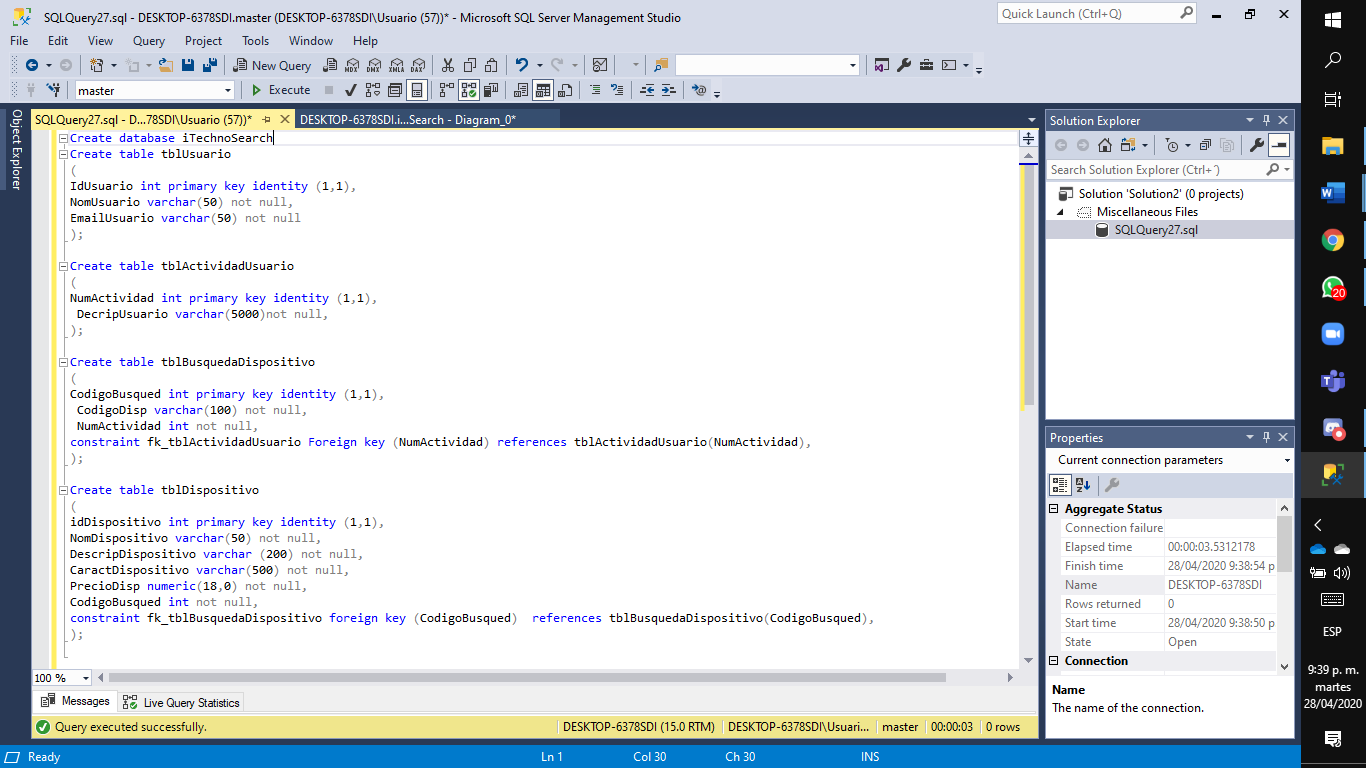 SQLQuery27.sql - DESKTOP-6378SDI.master (DESKTOP-6378SDI\Usuario (57))* - Microsoft SQL Server Management Studio
Quick Launch (Ctrl+Q)
File Edit View Query Project Tools Window Help
New Query MDX DMX XMLA DAX
master Execute
Object Explorer
SQLQuery27.sql - D...78SDI\Usuario (57))*
DESKTOP-6378SDI.i...Search - Diagram_0*
Create database iTechnoSearch
Create table tblUsuario
(
IdUsuario int primary key identity (1,1),
NomUsuario varchar(50) not null,
EmailUsuario varchar(50) not null
);
Create table tblActividadUsuario
(
NumActividad int primary key identity (1,1),
DecripUsuario varchar(5000)not null,
);
Create table tblBusquedaDispositivo
(
CodigoBusqued int primary key identity (1,1),
CodigoDisp varchar(100) not null,
NumActividad int not null,
constraint fk_tblActividadUsuario Foreign key (NumActividad) references tblActividadUsuario(NumActividad),
);
Create table tblDispositivo
(
idDispositivo int primary key identity (1,1),
NomDispositivo varchar(50) not null,
DescripDispositivo varchar (200) not null,
CaractDispositivo varchar(500) not null,
PrecioDisp numeric(18,0) not null,
CodigoBusqued int not null,
constraint fk_tblBusquedaDispositivo foreign key (CodigoBusqued)  references tblBusquedaDispositivo(CodigoBusqued),
);
100 %
Messages Live Query Statistics
Query executed successfully.
DESKTOP-6378SDI (15.0 RTM) DESKTOP-6378SDI\Usuari... master 00:00:03 0 rows
Ready Ln 1 Col 30 Ch 30 INS
Solution Explorer
Search Solution Explorer (Ctrl+´)
Solution 'Solution2' (0 projects)
Miscellaneous Files
SQLQuery27.sql
Properties
Current connection parameters
Aggregate Status
Connection failure
Elapsed time 00:00:03.5312178
Finish time 28/04/2020 9:38:54 p
Name DESKTOP-6378SDI
Rows returned 0
Start time 28/04/2020 9:38:50 p
State Open
Connection
Name
The name of the connection.
20
ESP
9:39 p. m.
martes
28/04/2020